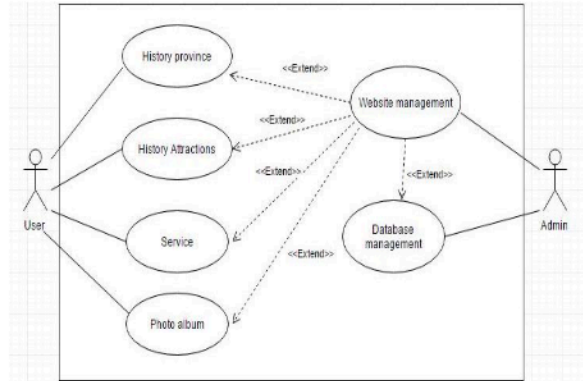 History province
<<Extend>>
Website management
<<Extend>>
History Attractions
<<Extend>>
<<Extend>>
User
Admin
Database
management
Service
<<Extend>>
Photo album